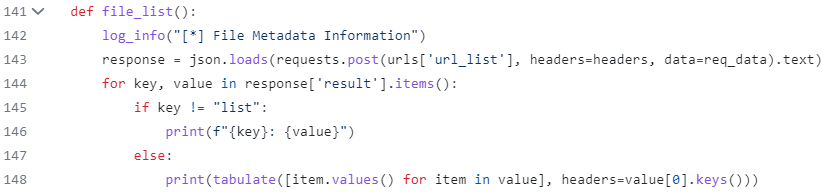 141 def file_list():
142 log_info("[*] File Metadata Information")
143 response = json.loads(requests.post(urls['url_list'], headers=headers, data=req_data).text)
144 for key, value in response['result'].items():
145 if key != "list":
146 print(f"{key}: {value}")
147 else:
148 print(tabulate([item.values() for item in value], headers=value[0].keys()))